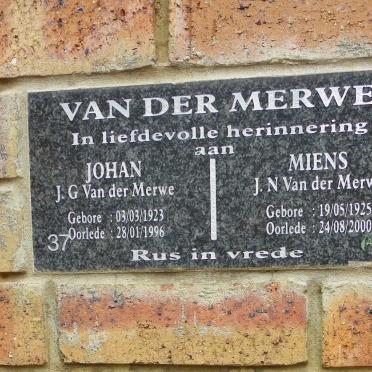 VAN DER MERWE
In liefdevolle herinnering
aan
JOHAN
J. G Van der Merwe
Gebore : 03/03/1923
Oorlede : 28/01/1996
MIENS
J. N Van der Merw
Gebore : 19/05/1925
Oorlede : 24/08/2000
37
Rus in vrede